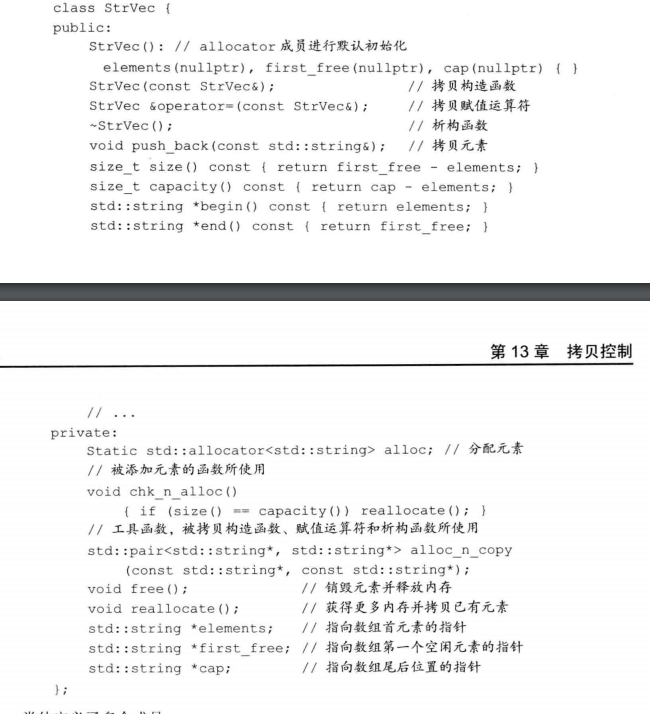 class StrVec {
public:
StrVec(): // allocator 成员进行默认初始化
elements(nullptr), first_free(nullptr), cap(nullptr) { }
StrVec(const StrVec&); // 拷贝构造函数
StrVec &operator=(const StrVec&); // 拷贝赋值运算符
~StrVec(); // 析构函数
void push_back(const std::string&); // 拷贝元素
size_t size() const { return first_free - elements; }
size_t capacity() const { return cap - elements; }
std::string *begin() const { return elements; }
std::string *end() const { return first_free; }
第 13 章 拷贝控制
// ...
private:
Static std::allocator<std::string> alloc; // 分配元素
// 被添加元素的函数所使用
void chk_n_alloc()
{ if (size() == capacity()) reallocate(); }
// 工具函数，被拷贝构造函数、赋值运算符和析构函数所使用
std::pair<std::string*, std::string*> alloc_n_copy
(const std::string*, const std::string*);
void free(); // 销毁元素并释放内存
void reallocate(); // 获得更多内存并拷贝已有元素
std::string *elements; // 指向数组首元素的指针
std::string *first_free; // 指向数组第一个空闲元素的指针
std::string *cap; // 指向数组尾后位置的指针
};